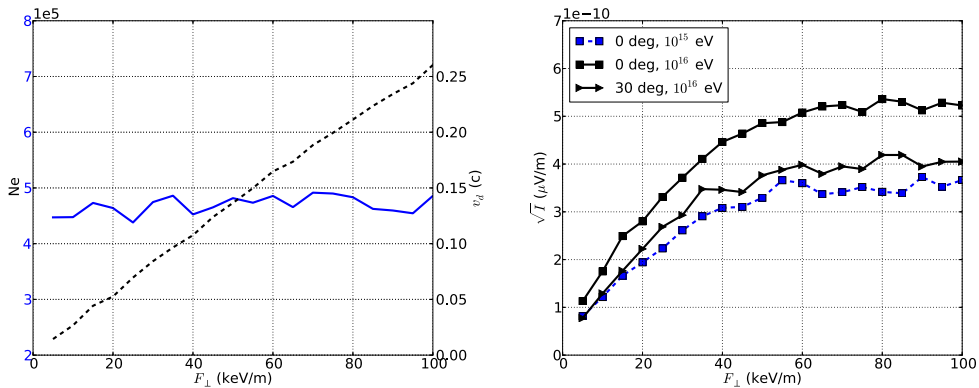 1e5
8
7
6
5
4
3
2
Ne
0.25
0.20
0.15
0.10
0.05
0.00
v_d (c)
0 20 40 60 80 100
F⊥ (keV/m)
1e−10
7
6
5
4
3
2
1
0
√I (μV/m)
0 deg, 10^15 eV
0 deg, 10^16 eV
30 deg, 10^16 eV
20 40 60 80 100
F⊥ (keV/m)